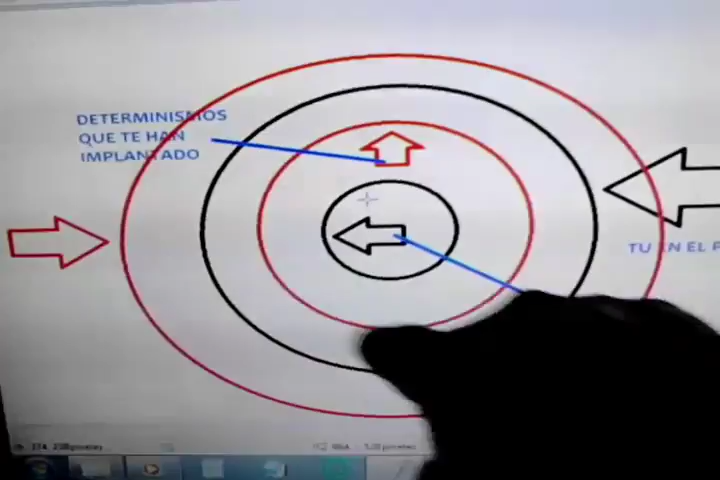 DETERMINISMOS
QUE TE HAN
IMPLANTADO
TU EN EL